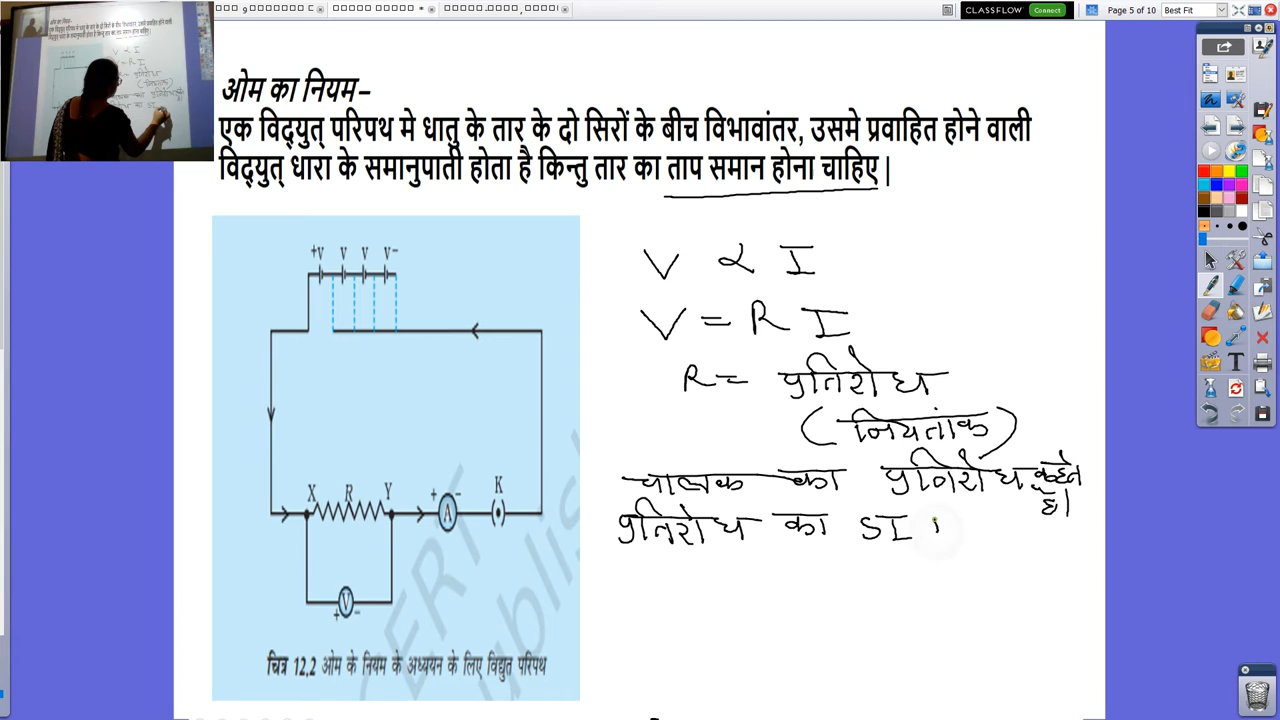 CLASSFLOW
Connect
Page 5 of 10
Best Fit
ओम का नियम-
एक विद्युत् परिपथ मे धातु के तार के दो सिरों के बीच विभावांतर, उसमे प्रवाहित होने वाली
विद्युत् धारा के समानुपाती होता है किन्तु तार का ताप समान होना चाहिए|
+v v v v-
V ∝ I
V = R I
R = प्रतिरोध
(नियतांक)
चालक का प्रतिरोध कहते
है।
प्रतिरोध का SI
X R Y + A - K
+ V -
चित्र 12.2 ओम के नियम के अध्ययन के लिए विद्युत परिपथ